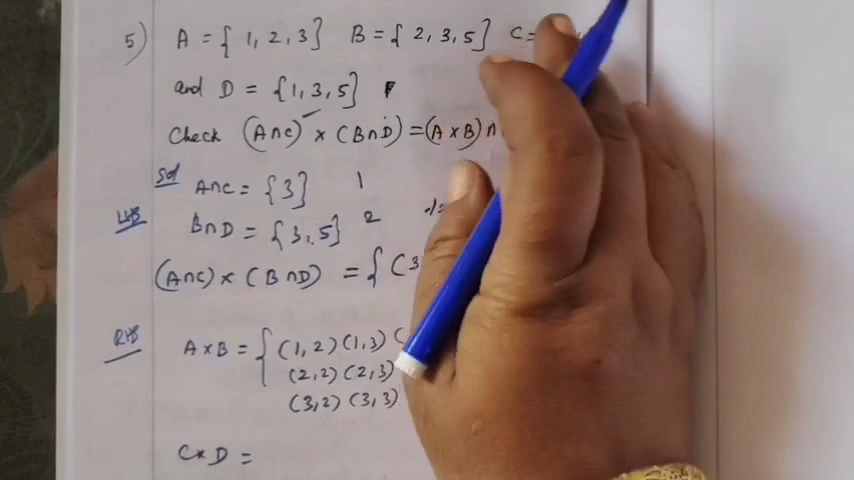 5) A = { 1, 2, 3 } B = { 2, 3, 5 } C =
and D = { 1, 3, 5 }
Check (A∩C) × (B∩D) = (A × B) ∩
Sol A∩C = { 3 } 1
LHS B∩D = { 3, 5 } 2
(A∩C) × (B∩D) = { (3
RHS A×B = { (1, 2) (1, 3) (
(2, 2) (2, 3)
(3, 2) (3, 3)
C×D =